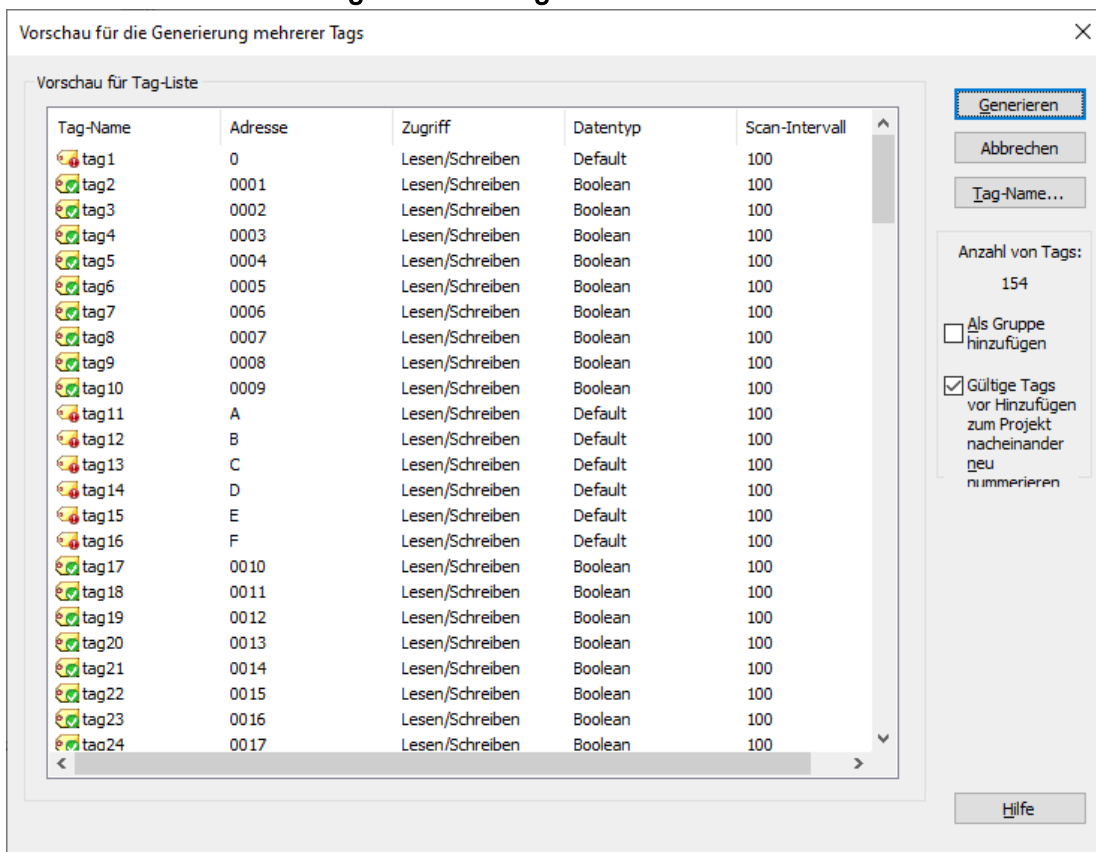 Vorschau für die Generierung mehrerer Tags
Vorschau für Tag-Liste
Tag-Name Adresse Zugriff Datentyp Scan-Intervall
tag1 0 Lesen/Schreiben Default 100
tag2 0001 Lesen/Schreiben Boolean 100
tag3 0002 Lesen/Schreiben Boolean 100
tag4 0003 Lesen/Schreiben Boolean 100
tag5 0004 Lesen/Schreiben Boolean 100
tag6 0005 Lesen/Schreiben Boolean 100
tag7 0006 Lesen/Schreiben Boolean 100
tag8 0007 Lesen/Schreiben Boolean 100
tag9 0008 Lesen/Schreiben Boolean 100
tag10 0009 Lesen/Schreiben Boolean 100
tag11 A Lesen/Schreiben Default 100
tag12 B Lesen/Schreiben Default 100
tag13 C Lesen/Schreiben Default 100
tag14 D Lesen/Schreiben Default 100
tag15 E Lesen/Schreiben Default 100
tag16 F Lesen/Schreiben Default 100
tag17 0010 Lesen/Schreiben Boolean 100
tag18 0011 Lesen/Schreiben Boolean 100
tag19 0012 Lesen/Schreiben Boolean 100
tag20 0013 Lesen/Schreiben Boolean 100
tag21 0014 Lesen/Schreiben Boolean 100
tag22 0015 Lesen/Schreiben Boolean 100
tag23 0016 Lesen/Schreiben Boolean 100
tag24 0017 Lesen/Schreiben Boolean 100
Generieren
Abbrechen
Tag-Name...
Anzahl von Tags:
154
Als Gruppe
hinzufügen
Gültige Tags
vor Hinzufügen
zum Projekt
nacheinander
neu
nummerieren
Hilfe